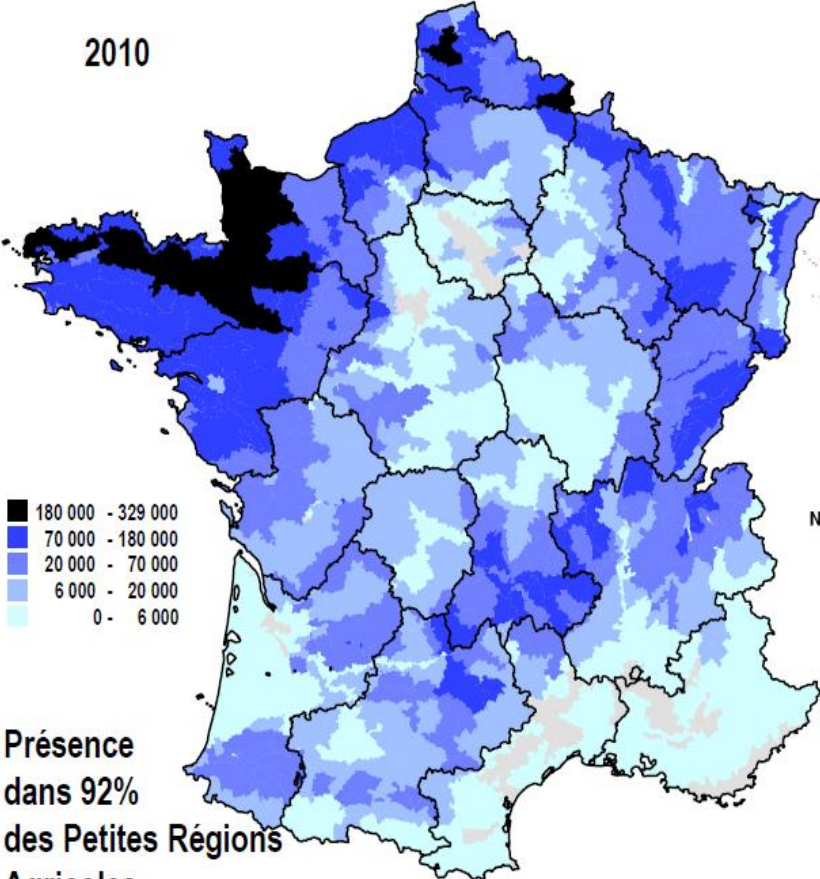 2010
180 000 - 329 000
70 000 - 180 000
20 000 - 70 000
6 000 - 20 000
0 - 6 000
N
Présence
dans 92%
des Petites Régions
Agricoles